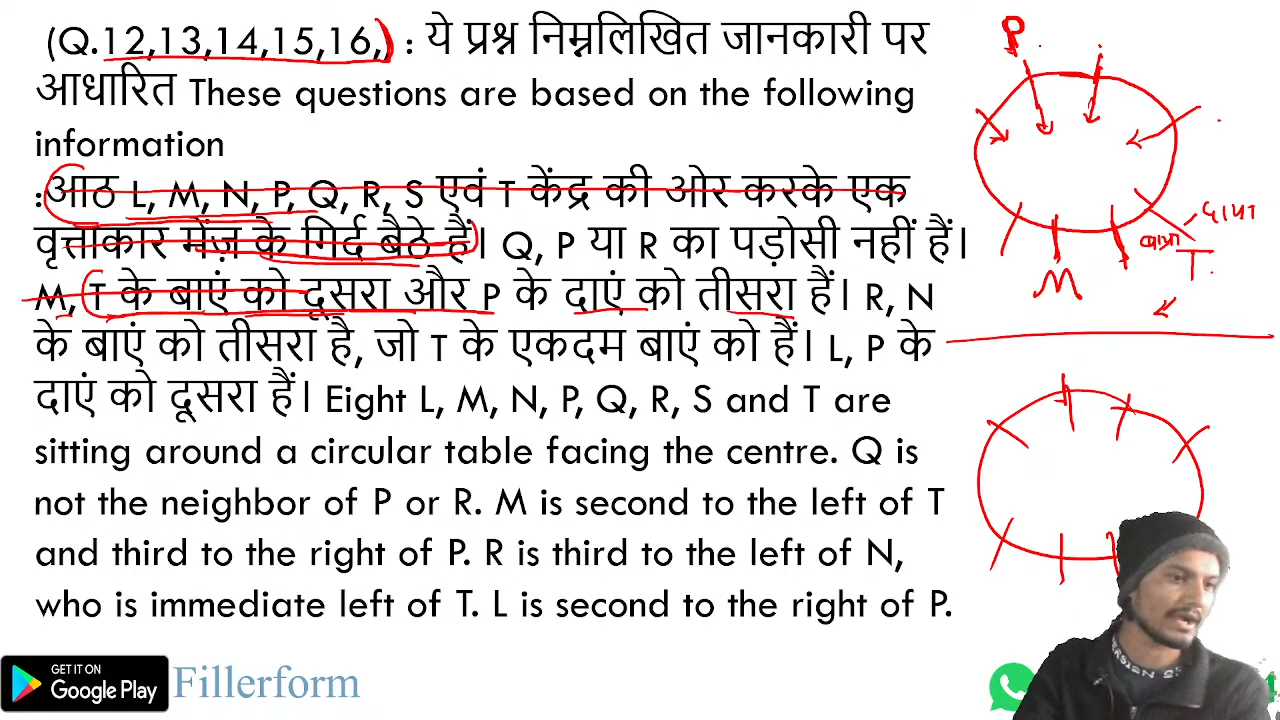 (Q.12,13,14,15,16,) : ये प्रश्न निम्नलिखित जानकारी पर
आधारित These questions are based on the following
information
:आठ L, M, N, P, Q, R, S एवं T केंद्र की ओर करके एक
वृत्ताकार मेंज़ के गिर्द बैठे हैं। Q, P या R का पड़ोसी नहीं हैं।
M, T के बाएं को दूसरा और P के दाएं को तीसरा हैं। R, N
के बाएं को तीसरा है, जो T के एकदम बाएं को हैं। L, P के
दाएं को दूसरा हैं। Eight L, M, N, P, Q, R, S and T are
sitting around a circular table facing the centre. Q is
not the neighbor of P or R. M is second to the left of T
and third to the right of P. R is third to the left of N,
who is immediate left of T. L is second to the right of P.
P
दाया
बाया
T.
M
GET IT ON
Google Play
Fillerform